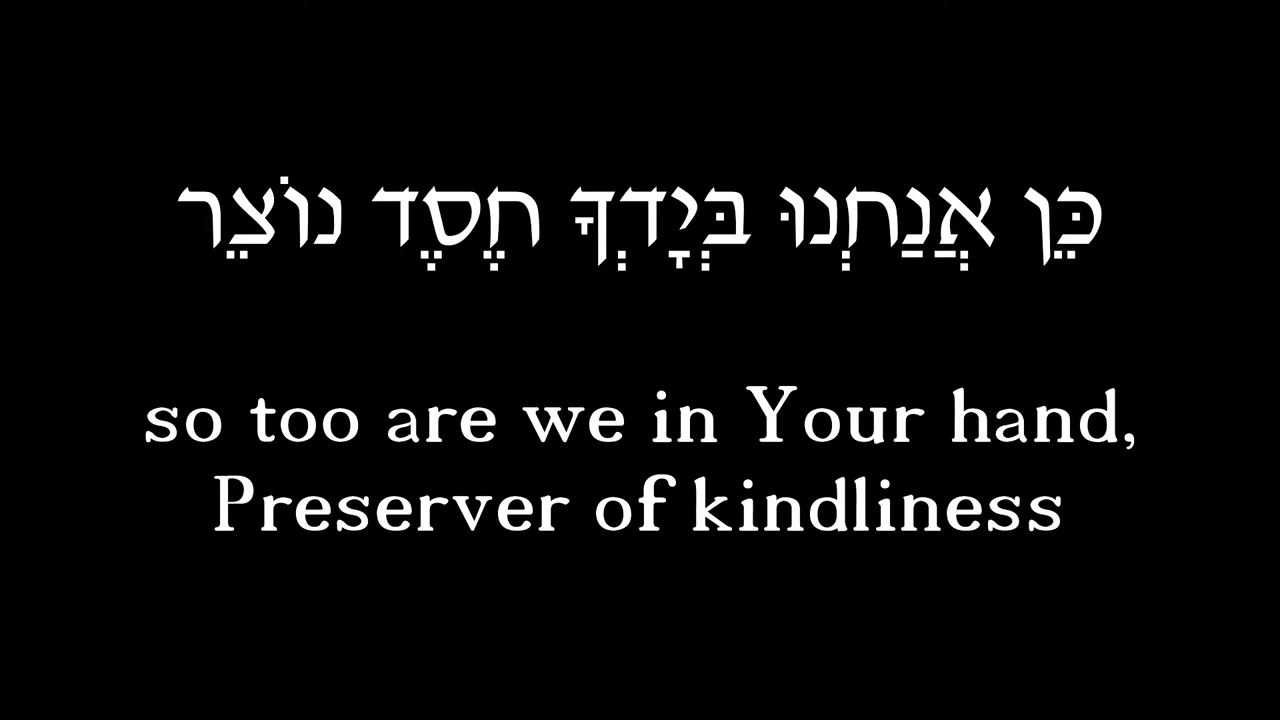 כֵּן אֲנַחְנוּ בְּיָדְךָ חֶסֶד נוֹצֵר
so too are we in Your hand,
Preserver of kindliness